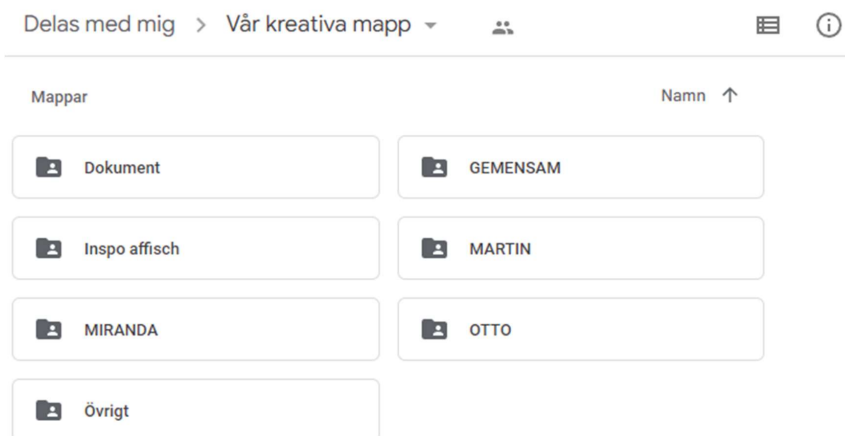 Delas med mig > Vår kreativa mapp
Mappar Namn ↑
Dokument GEMENSAM
Inspo affisch MARTIN
MIRANDA OTTO
Övrigt